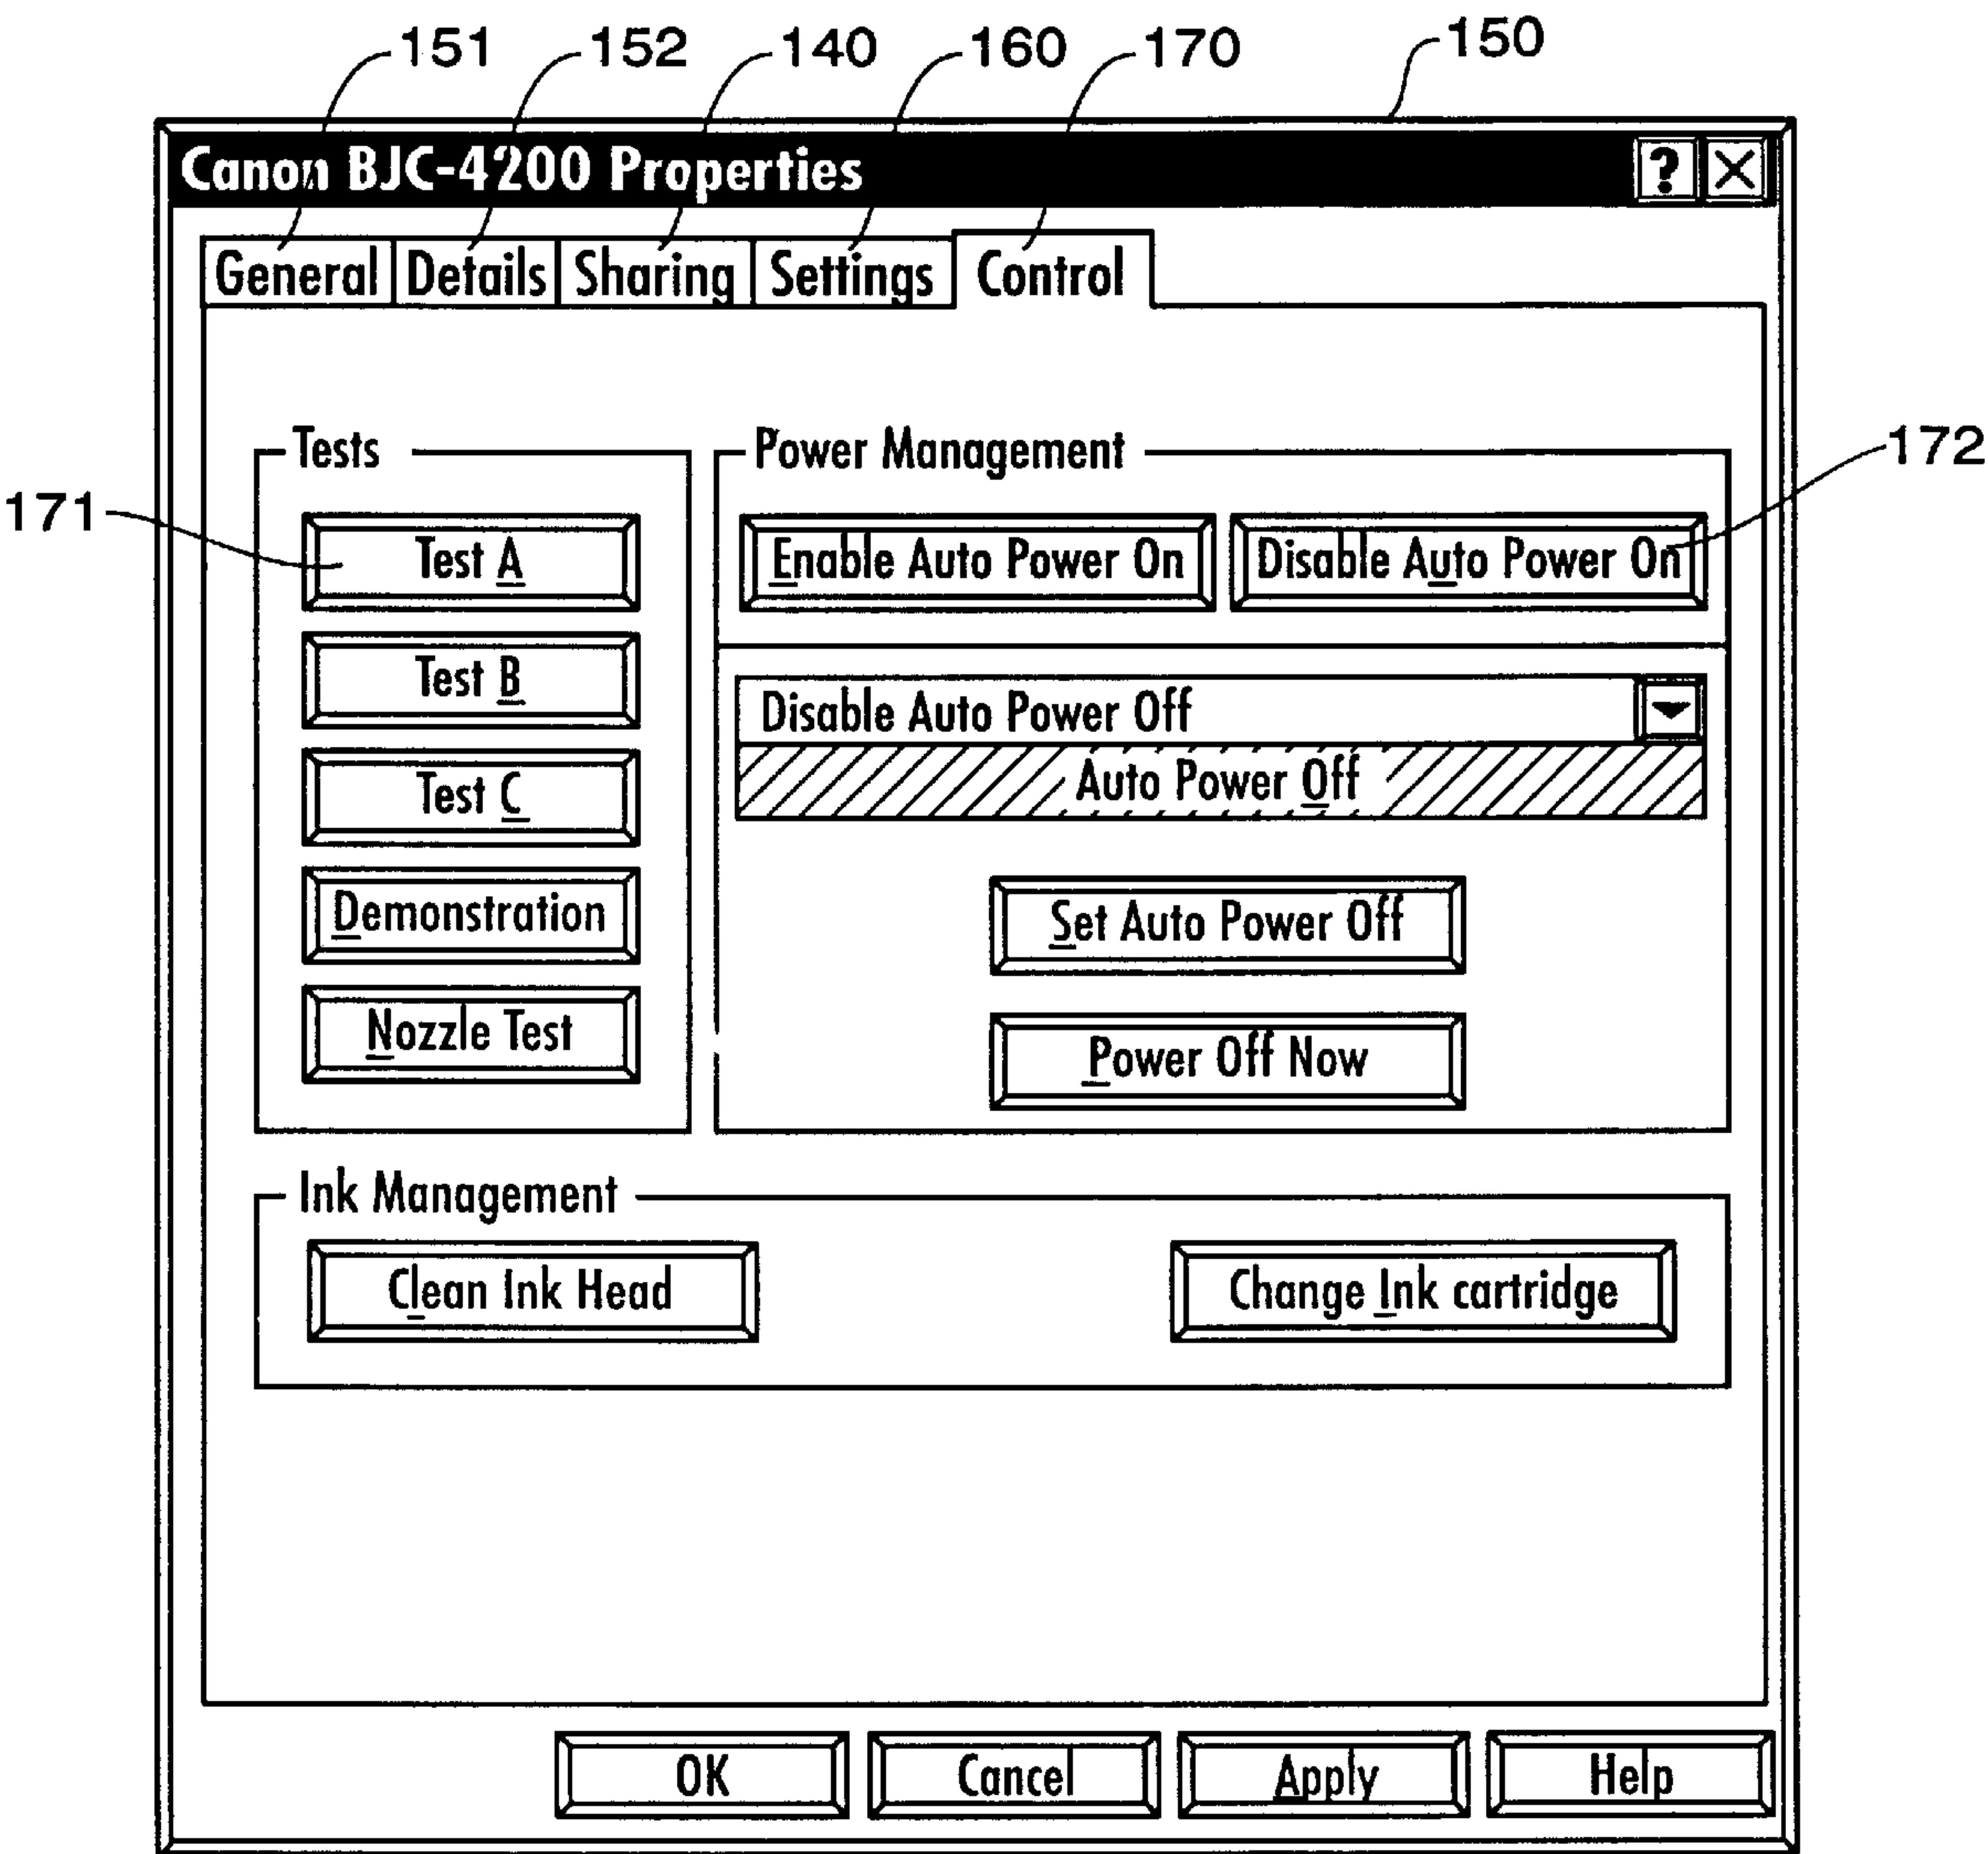 151 152 140 160 170 150
Canon BJC-4200 Properties ? X
General Details Sharing Settings Control
Tests
171
Test A
Test B
Test C
Demonstration
Nozzle Test
Power Management
172
Enable Auto Power On Disable Auto Power On
Disable Auto Power Off
Auto Power Off
Set Auto Power Off
Power Off Now
Ink Management
Clean Ink Head Change Ink cartridge
OK Cancel Apply Help